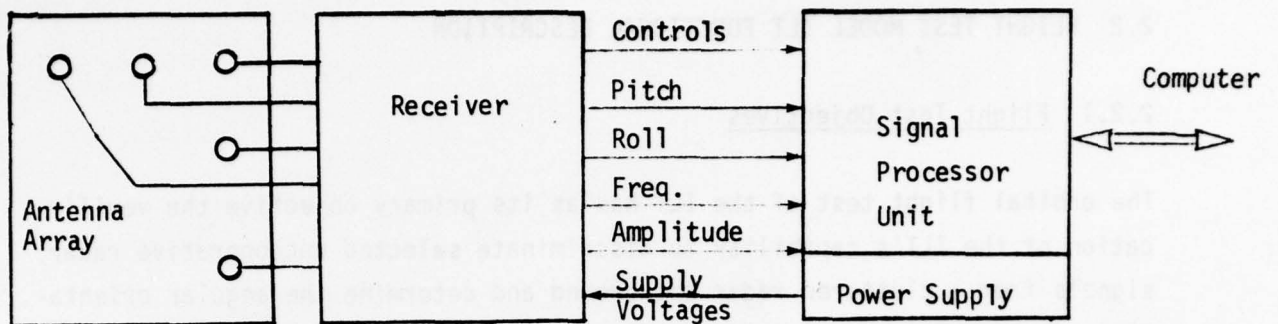 Controls
Pitch
Roll
Freq.
Amplitude
Supply
Voltages
Antenna
Array
Receiver
Signal
Processor
Unit
Power Supply
Computer